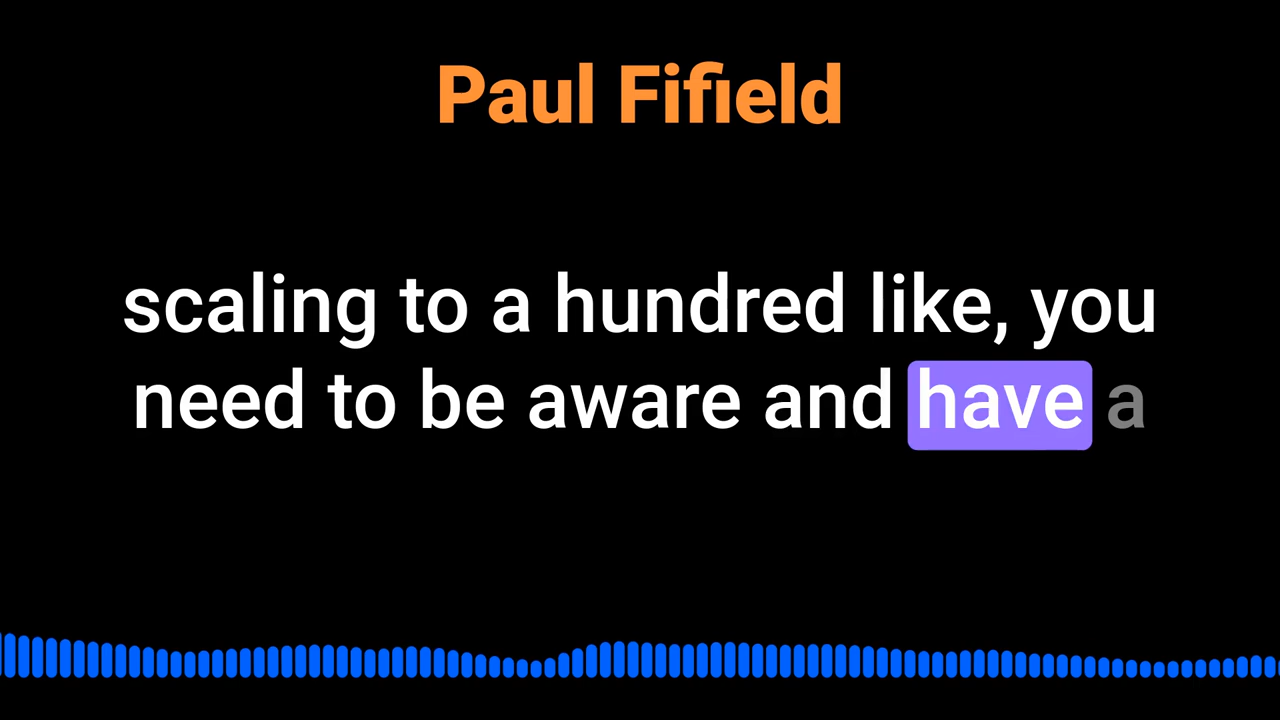 Paul Fifield
scaling to a hundred like, you
need to be aware and have a